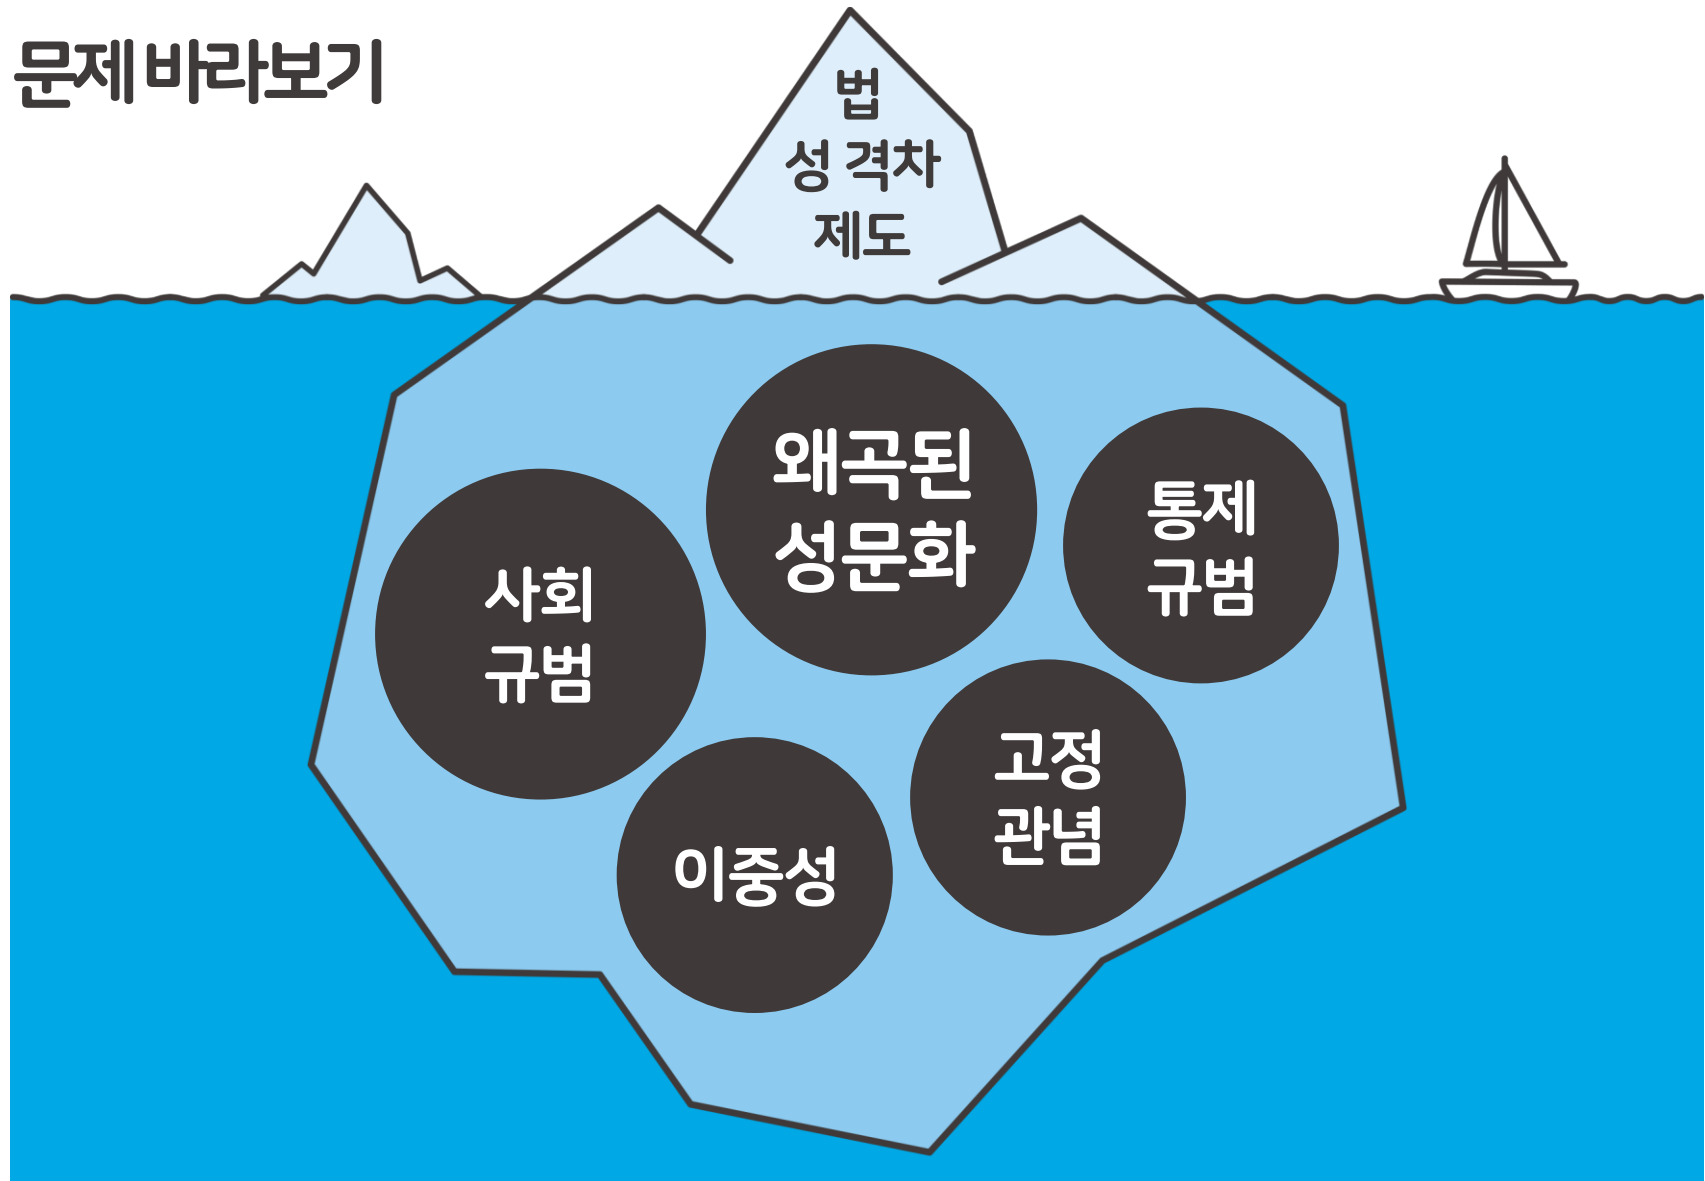 문제 바라보기
법
성 격차
제도
왜곡된
성문화
통제
규범
사회
규범
고정
관념
이중성